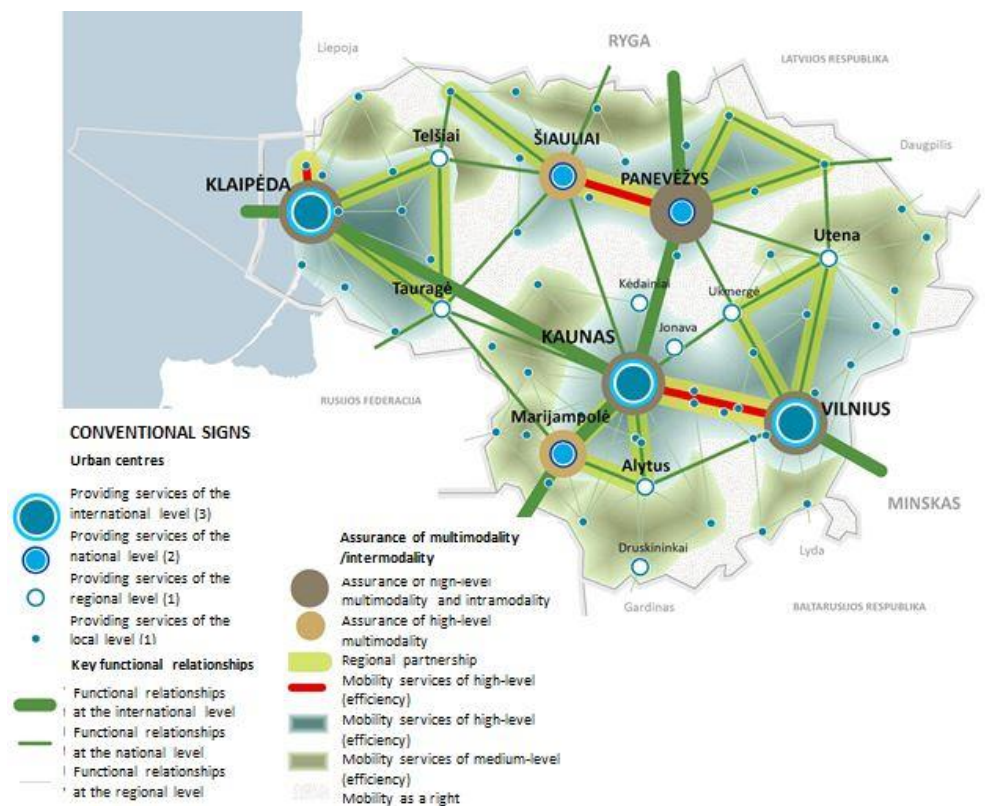 RYGA
Liepoja
LATVIJOS RESPUBLIKA
Telšiai
ŠIAULIAI
Daugpilis
KLAIPĖDA
PANEVĖŽYS
Utena
Tauragė
Kėdainiai
Ukmergė
KAUNAS
Jonava
RUSIJOS FEDERACIJA
Marijampolė
VILNIUS
Alytus
MINSKAS
Druskininkai
Lyda
Gardinas
BALTARUSIJOS RESPUBLIKA
CONVENTIONAL SIGNS
Urban centres
Providing services of the
international level (3)
Providing services of the
national level (2)
Providing services of the
regional level (1)
Providing services of the
local level (1)
Key functional relationships
Functional relationships
at the international level
Functional relationships
at the national level
Functional relationships
at the regional level
Assurance of multimodality
/intermodality
Assurance of high-level
multimodality and intramodality
Assurance of high-level
multimodality
Regional partnership
Mobility services of high-level
(efficiency)
Mobility services of high-level
(efficiency)
Mobility services of medium-level
(efficiency)
Mobility as a right